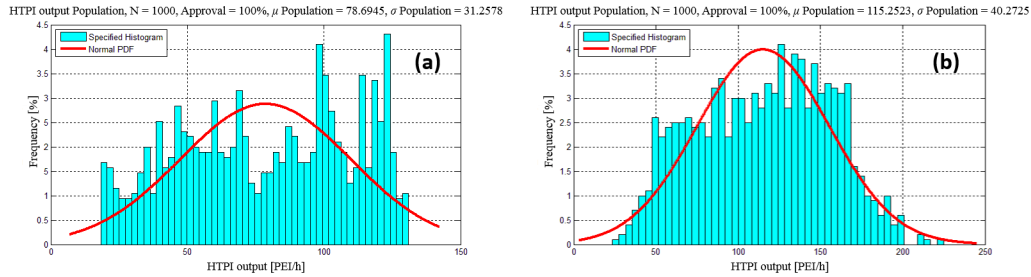 HTPI output Population, N = 1000, Approval = 100%, μ Population = 78.6945, σ Population = 31.2578
Specified Histogram
Normal PDF
(a)
4.5
4
3.5
3
2.5
2
1.5
1
0.5
0
Frequency [%]
0
50
100
150
HTPI output [PEI/h]
HTPI output Population, N = 1000, Approval = 100%, μ Population = 115.2523, σ Population = 40.2725
Specified Histogram
Normal PDF
(b)
4.5
4
3.5
3
2.5
2
1.5
1
0.5
0
Frequency [%]
0
50
100
150
200
250
HTPI output [PEI/h]